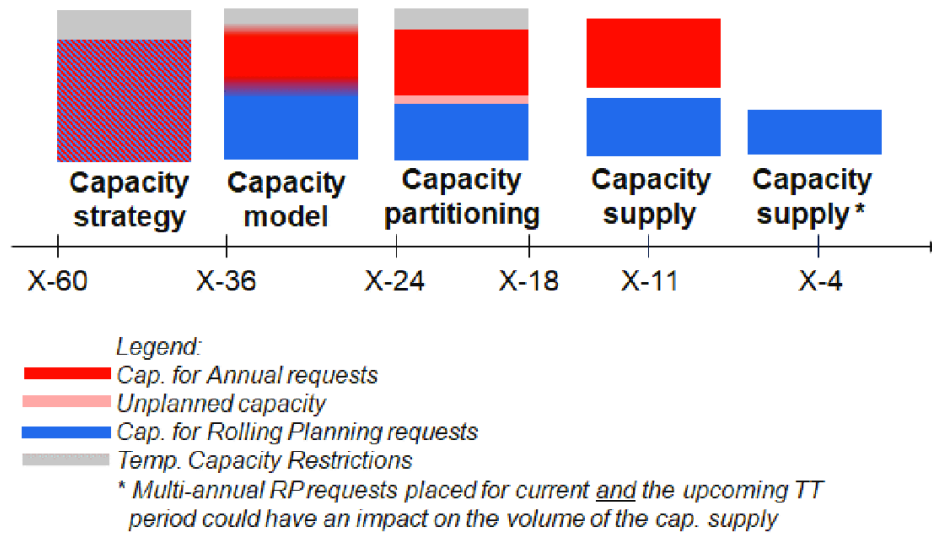 Capacity strategy
Capacity model
Capacity partitioning
Capacity supply
Capacity supply *
X-60
X-36
X-24
X-18
X-11
X-4
Legend:
Cap. for Annual requests
Unplanned capacity
Cap. for Rolling Planning requests
Temp. Capacity Restrictions
* Multi-annual RP requests placed for current and the upcoming TT
period could have an impact on the volume of the cap. supply